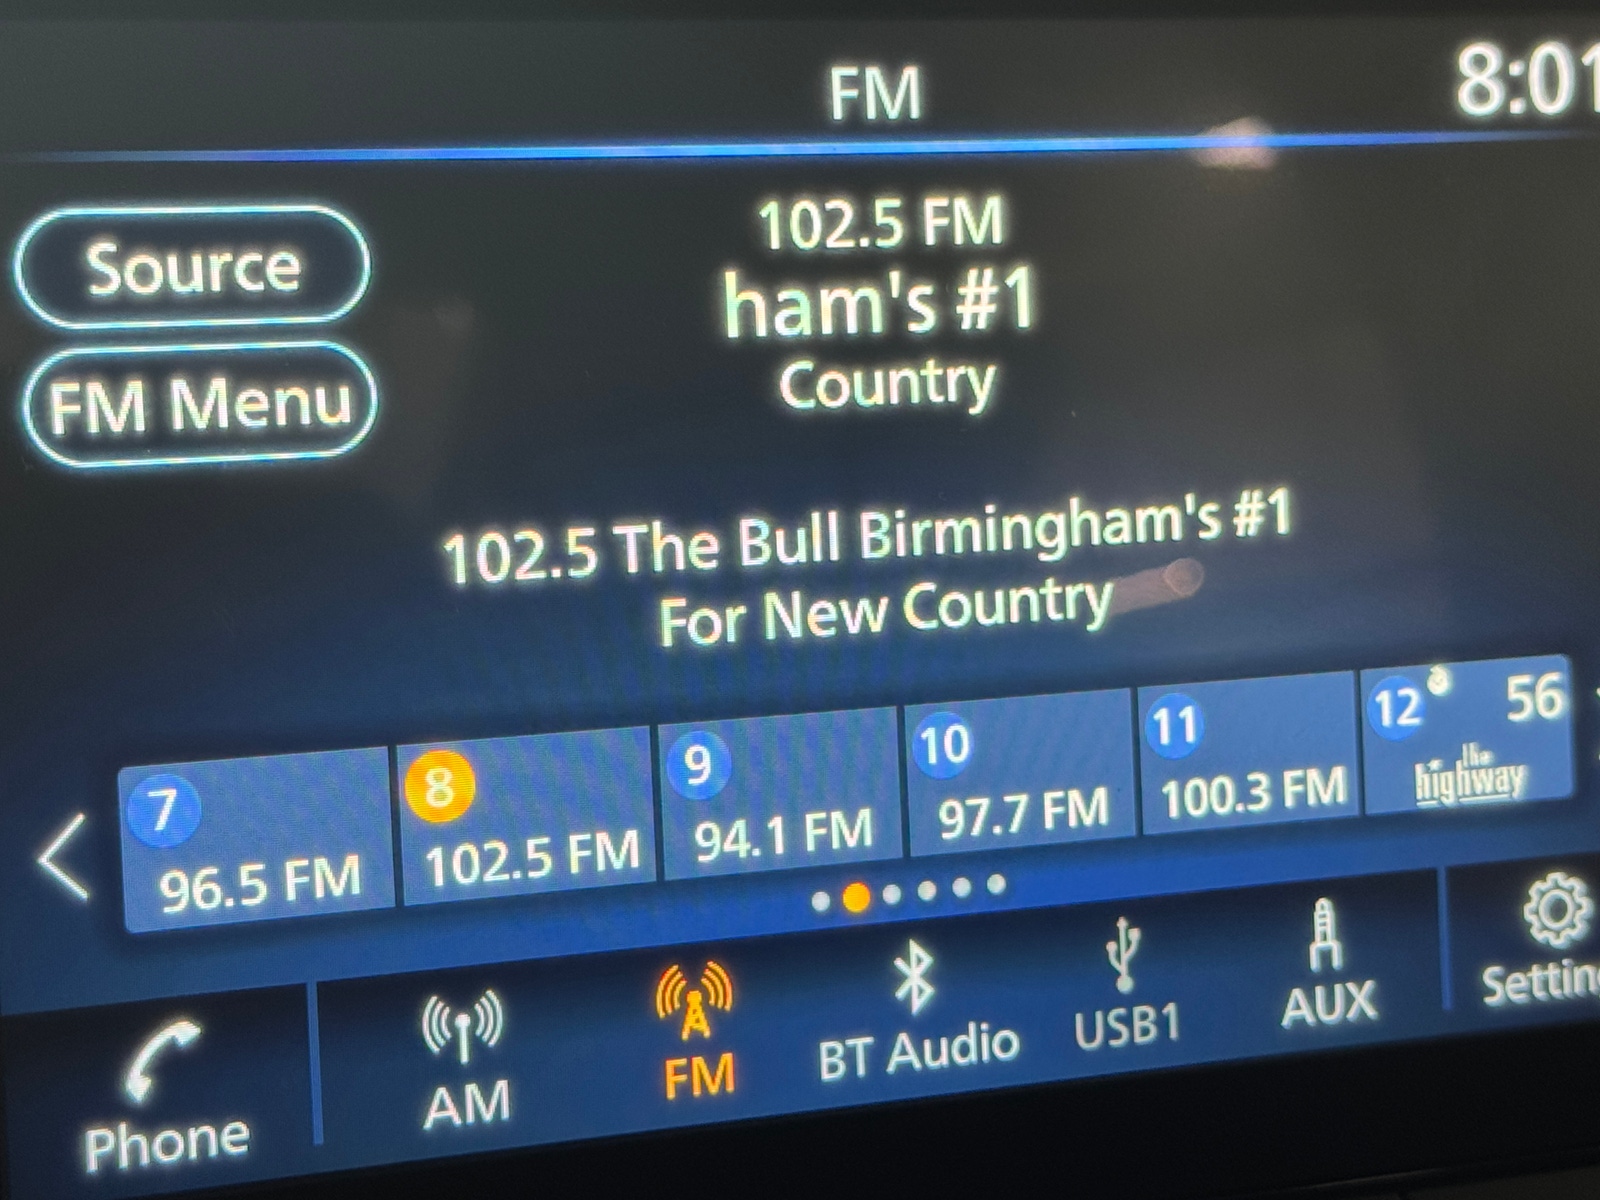 FM
8:01
Source
FM Menu
102.5 FM
ham's #1
Country
102.5 The Bull Birmingham's #1
For New Country
7
96.5 FM
8
102.5 FM
9
94.1 FM
10
97.7 FM
11
100.3 FM
12
56
the
highway
Phone
AM
FM
BT Audio
USB1
AUX
Settin